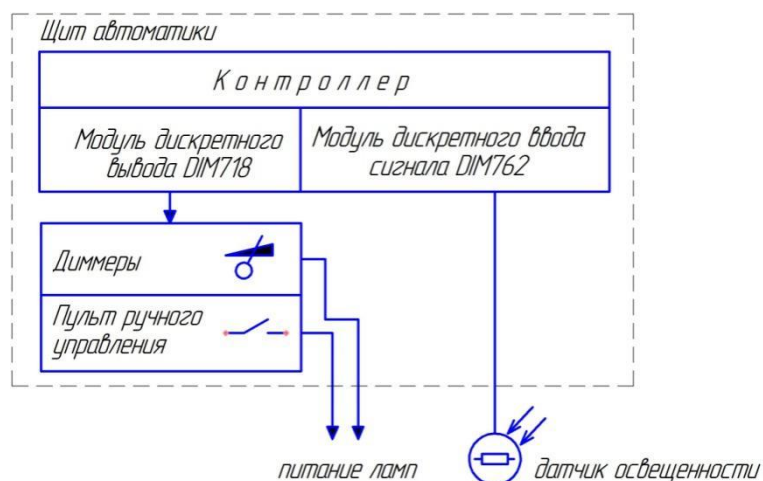 Щит автоматики
Контроллер
Модуль дискретного
вывода DIM718
Модуль дискретного ввода
сигнала DIM762
Диммеры
Пульт ручного
управления
питание ламп
датчик освещенности